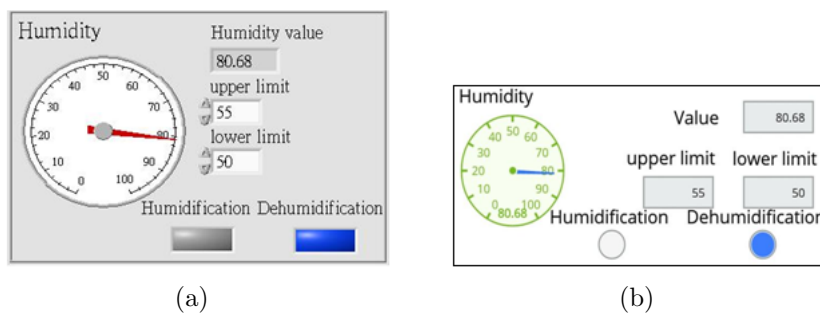 Humidity
Humidity value
80.68
upper limit
55
lower limit
50
0 10 20 30 40 50 60 70 80 90 100
Humidification Dehumidification
(a)
Humidity
Value 80.68
upper limit lower limit
55 50
0 10 20 30 40 50 60 70 80 90 100
80.68
Humidification Dehumidification
(b)